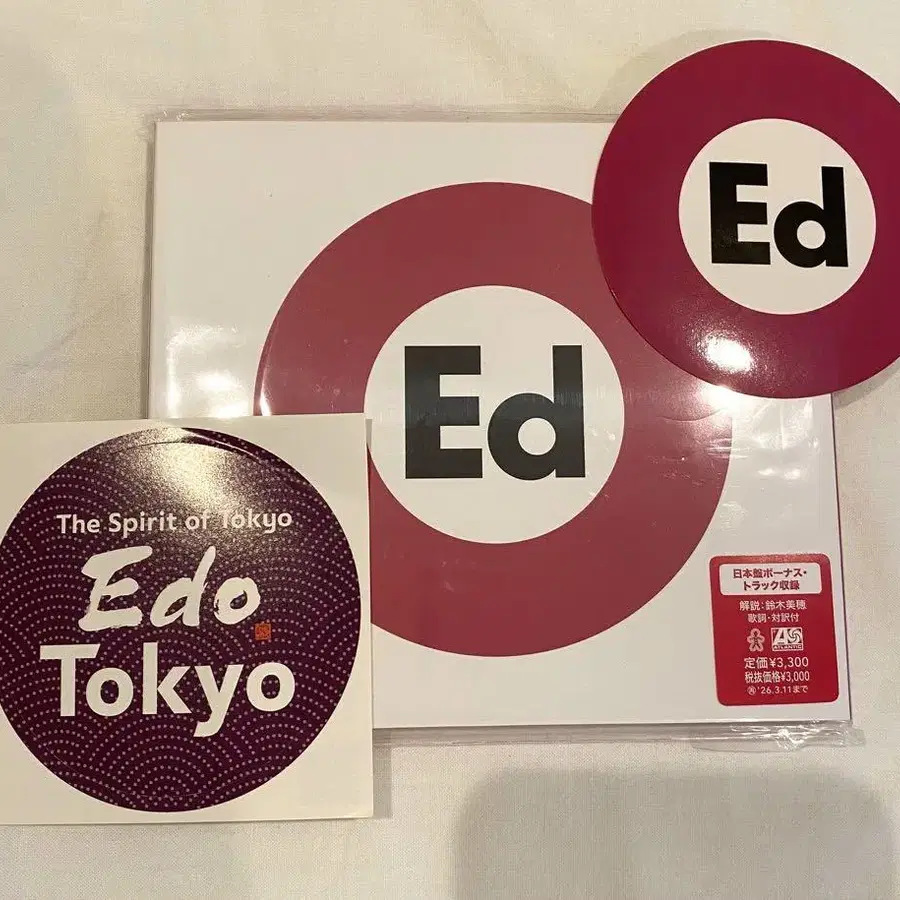 Ed
Ed
The Spirit of Tokyo
Edo
Tokyo
日本盤ボーナス・
トラック収録
解説:鈴木美穂
歌詞・対訳付
ATLANTIC
定価¥3,300
税抜価格¥3,000
㋐'26.3.11まで